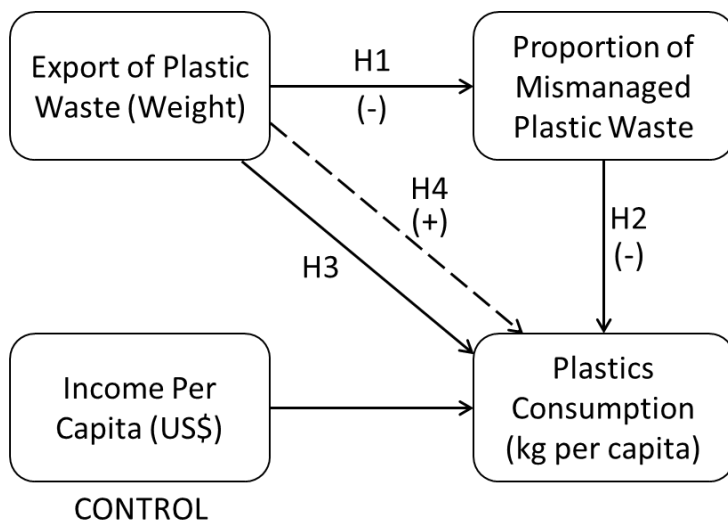 Export of Plastic
Waste (Weight)
H1
(-)
Proportion of
Mismanaged
Plastic Waste
H4
(+)
H3
H2
(-)
Income Per
Capita (US$)
CONTROL
Plastics
Consumption
(kg per capita)